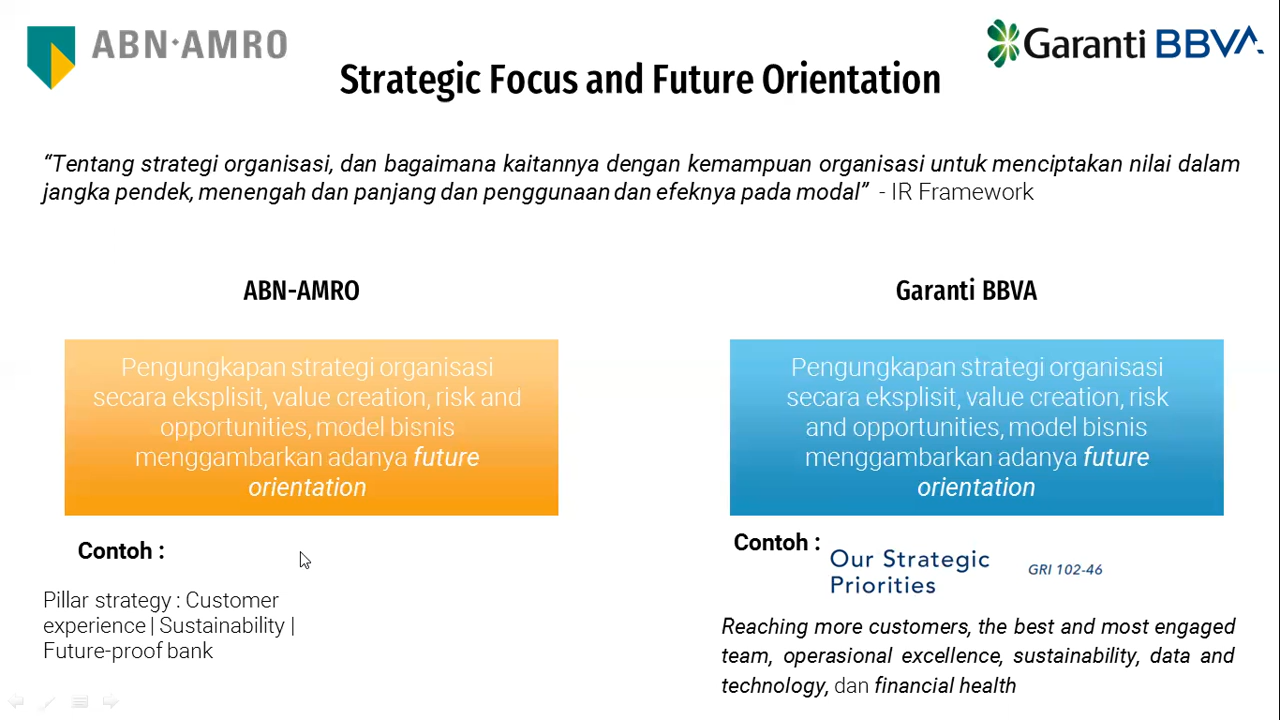 ABN·AMRO
Garanti BBVA
Strategic Focus and Future Orientation
“Tentang strategi organisasi, dan bagaimana kaitannya dengan kemampuan organisasi untuk menciptakan nilai dalam
jangka pendek, menengah dan panjang dan penggunaan dan efeknya pada modal” - IR Framework
ABN-AMRO
Pengungkapan strategi organisasi
secara eksplisit, value creation, risk and
opportunities, model bisnis
menggambarkan adanya future
orientation
Contoh :
Pillar strategy : Customer
experience | Sustainability |
Future-proof bank
Garanti BBVA
Pengungkapan strategi organisasi
secara eksplisit, value creation, risk
and opportunities, model bisnis
menggambarkan adanya future
orientation
Contoh :
Our Strategic
Priorities
GRI 102-46
Reaching more customers, the best and most engaged
team, operasional excellence, sustainability, data and
technology, dan financial health